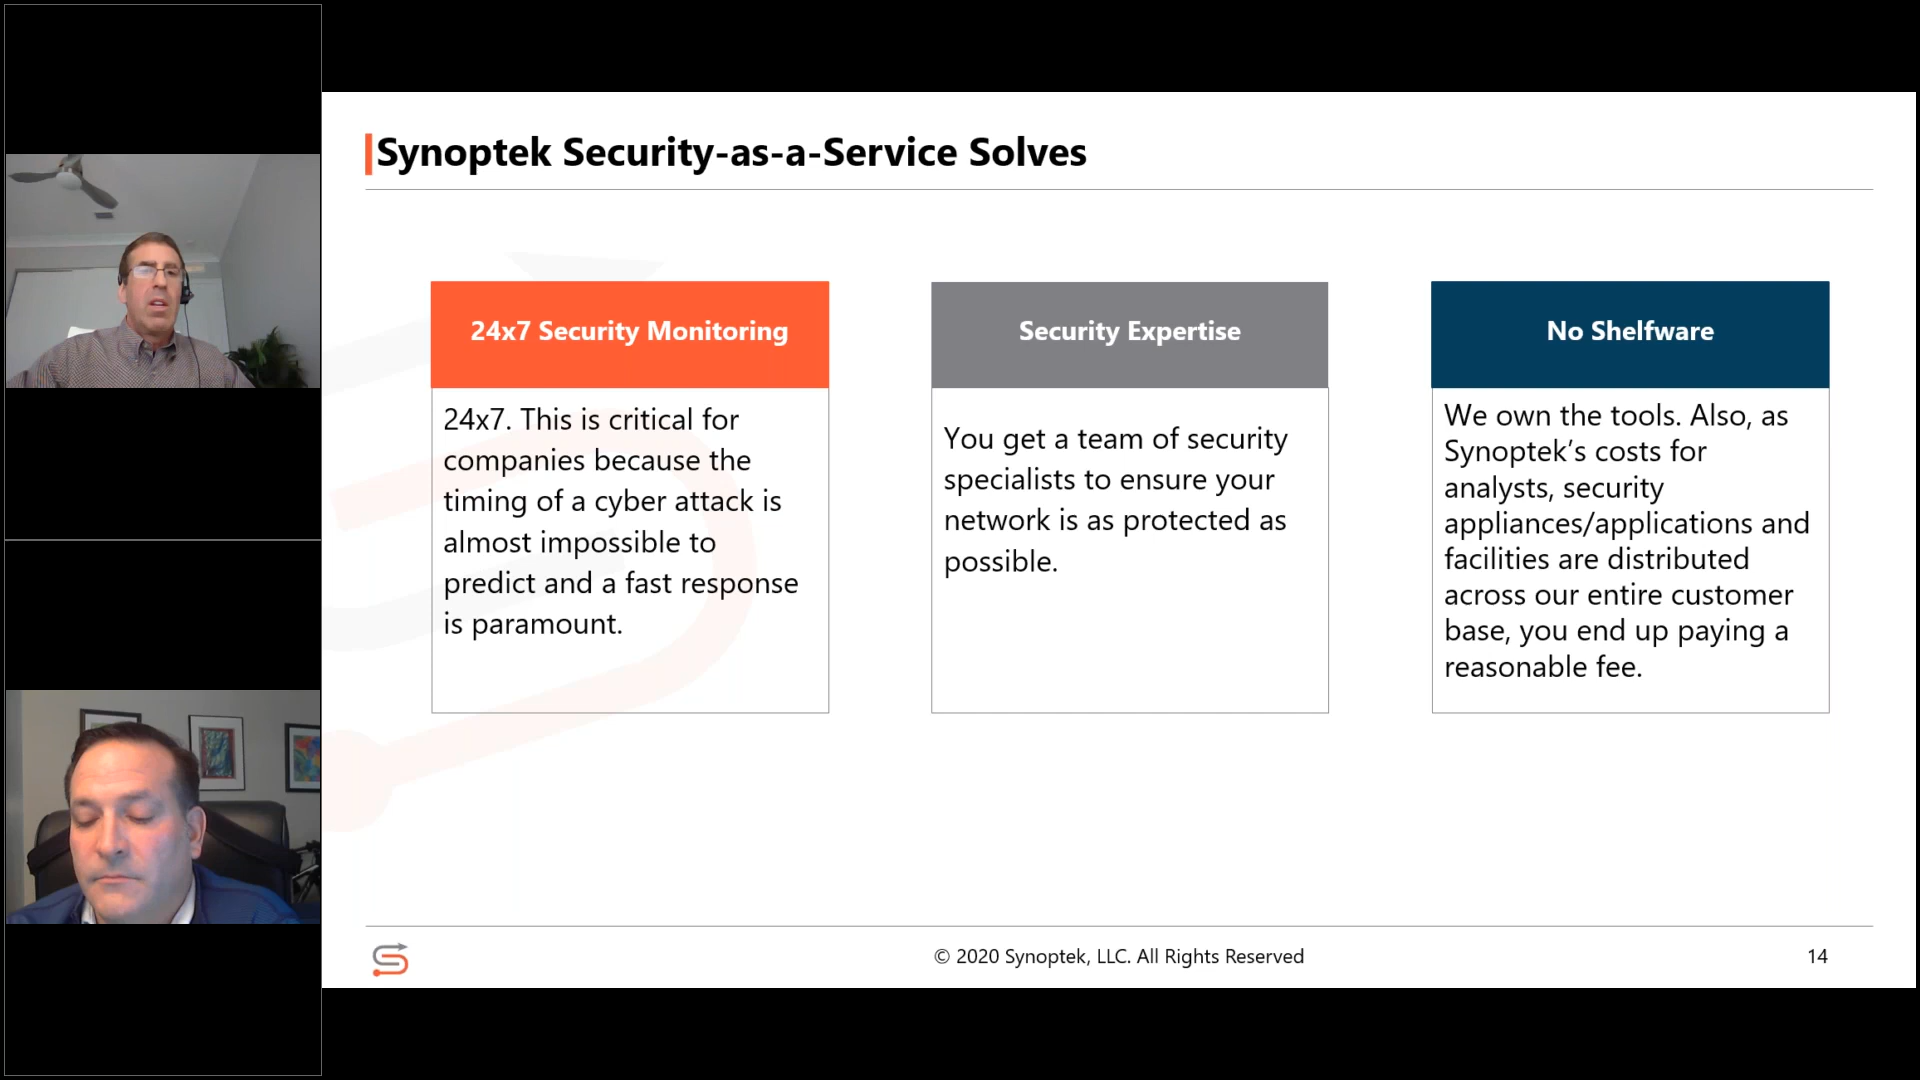 Synoptek Security-as-a-Service Solves
24x7 Security Monitoring
24x7. This is critical for
companies because the
timing of a cyber attack is
almost impossible to
predict and a fast response
is paramount.
Security Expertise
You get a team of security
specialists to ensure your
network is as protected as
possible.
No Shelfware
We own the tools. Also, as
Synoptek’s costs for
analysts, security
appliances/applications and
facilities are distributed
across our entire customer
base, you end up paying a
reasonable fee.
© 2020 Synoptek, LLC. All Rights Reserved
14